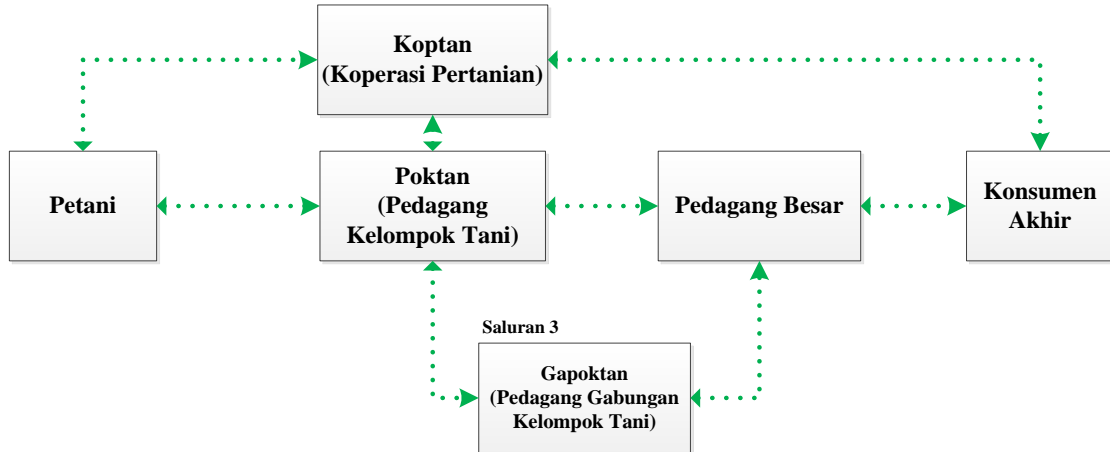 Koptan
(Koperasi Pertanian)
Petani
Poktan
(Pedagang
Kelompok Tani)
Pedagang Besar
Konsumen
Akhir
Saluran 3
Gapoktan
(Pedagang Gabungan
Kelompok Tani)